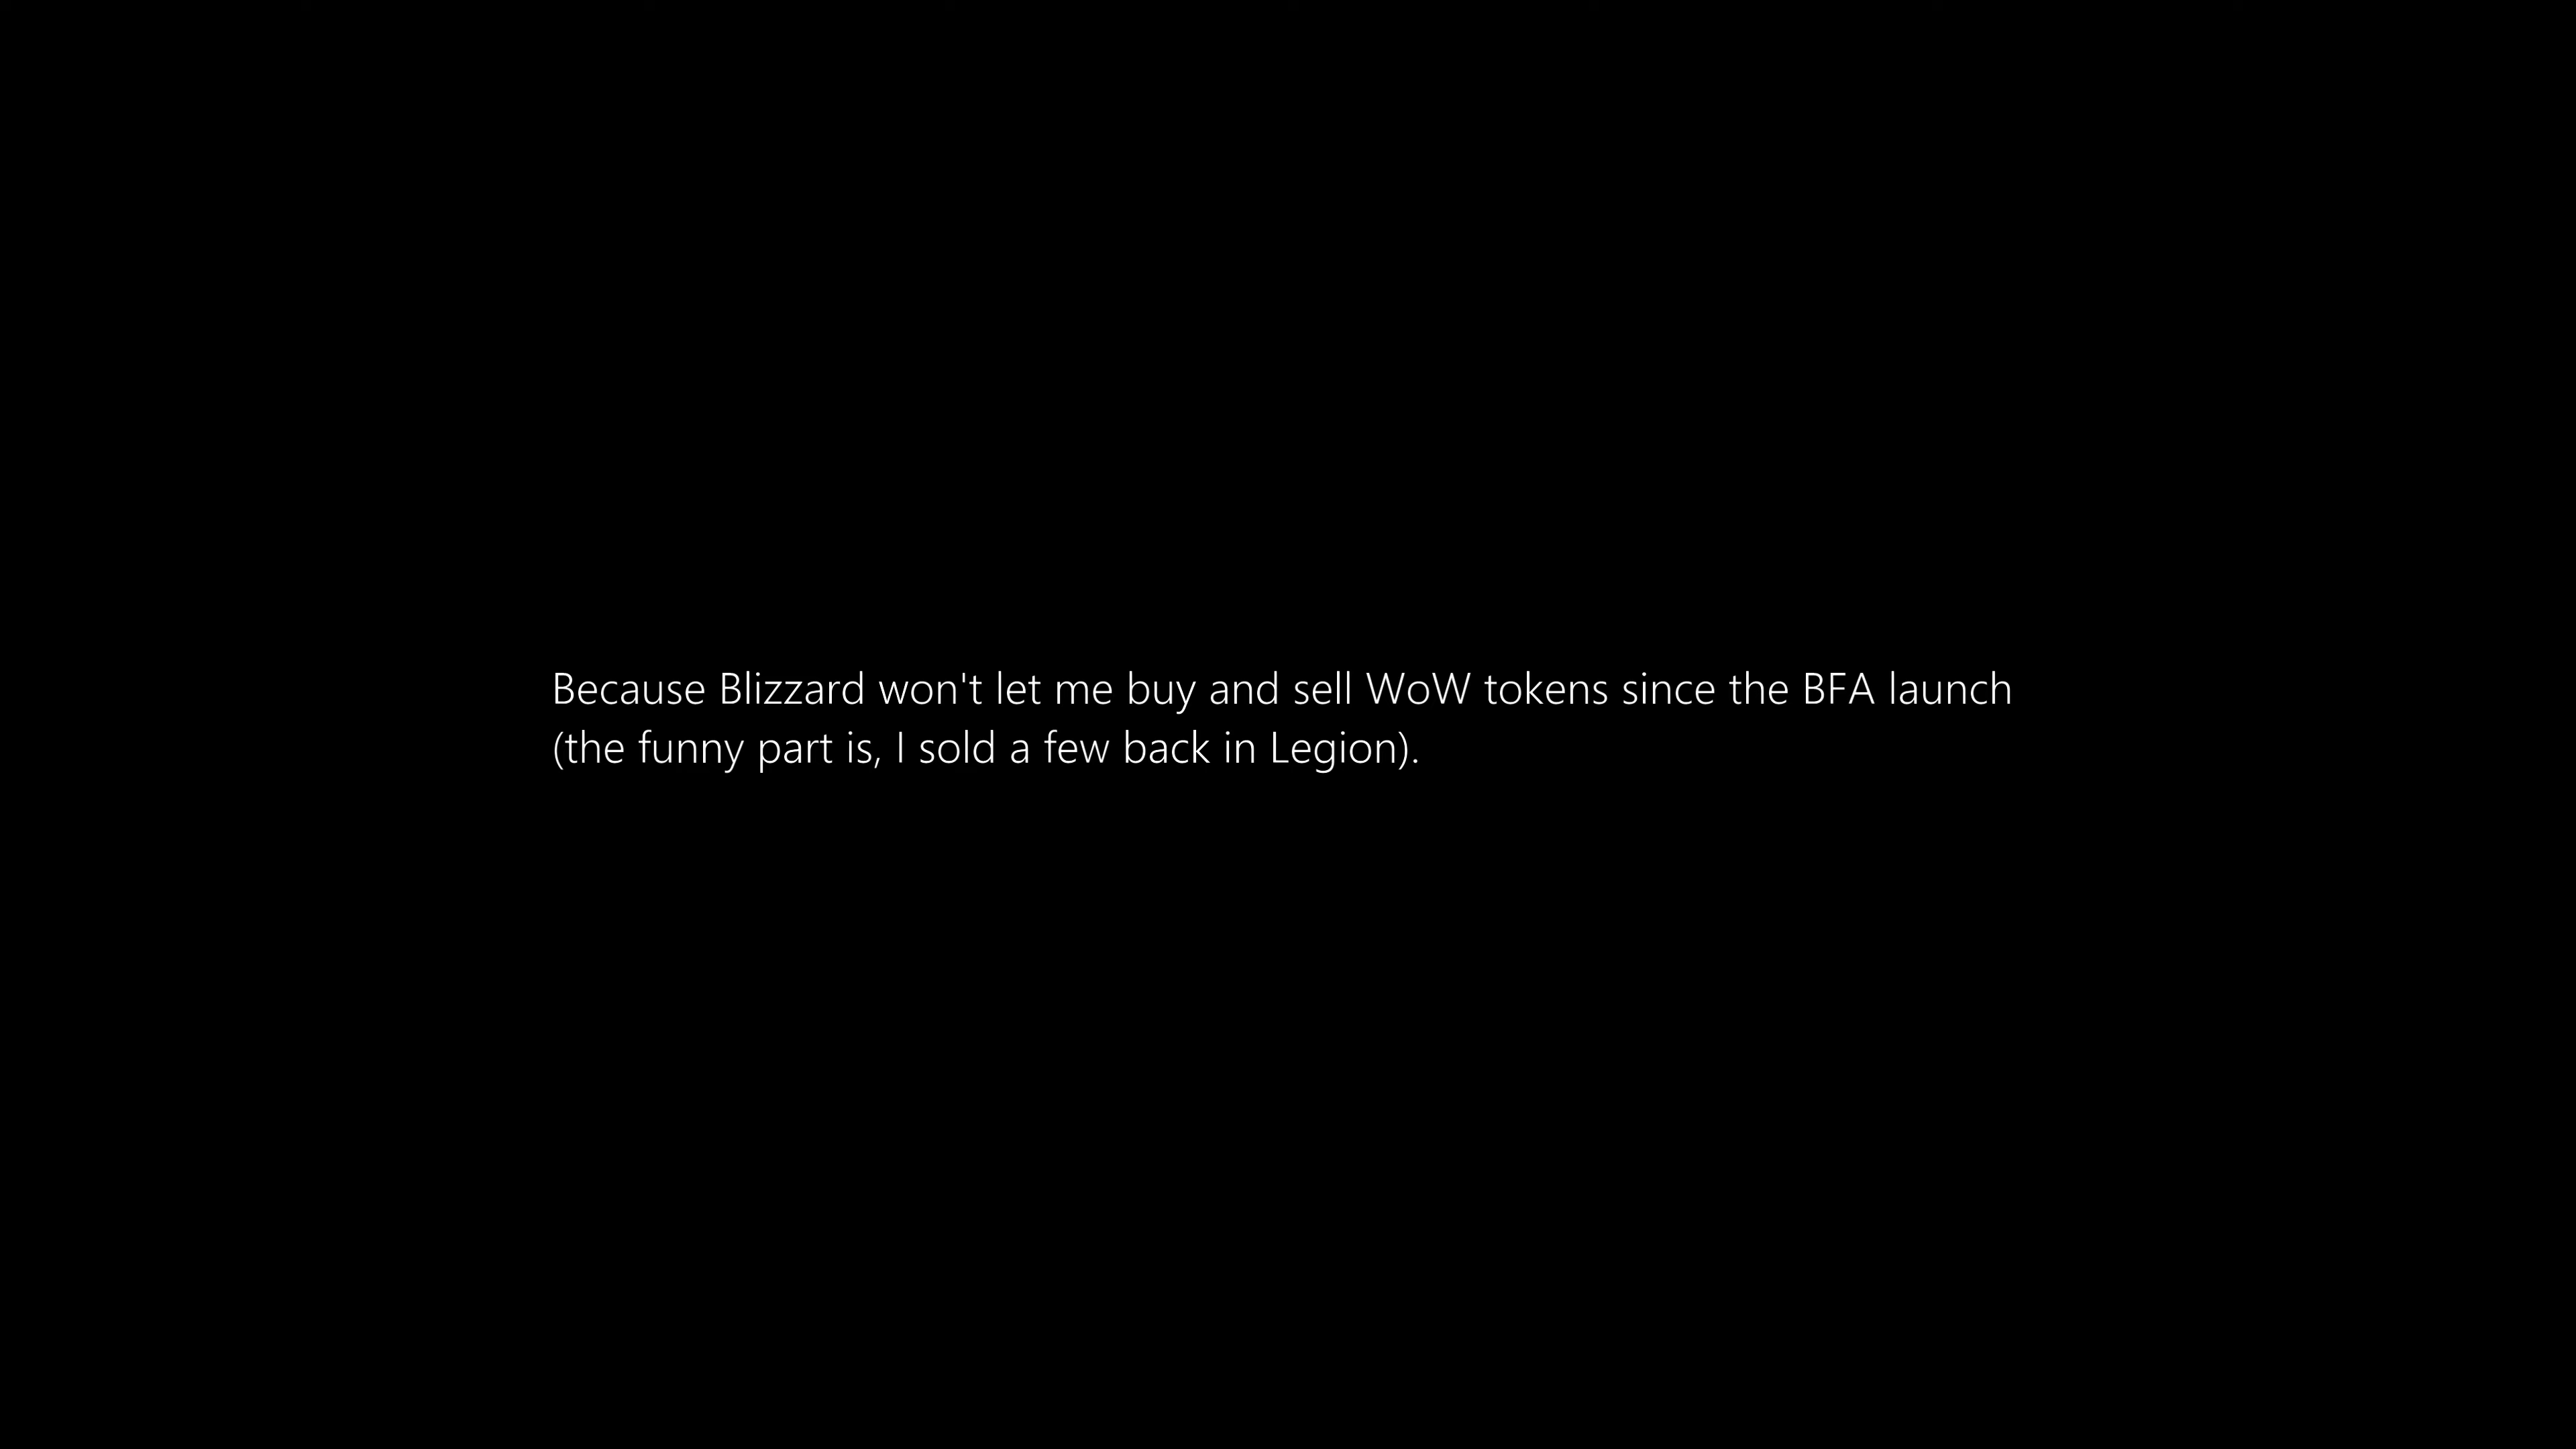 Because Blizzard won't let me buy and sell WoW tokens since the BFA launch
(the funny part is, I sold a few back in Legion).